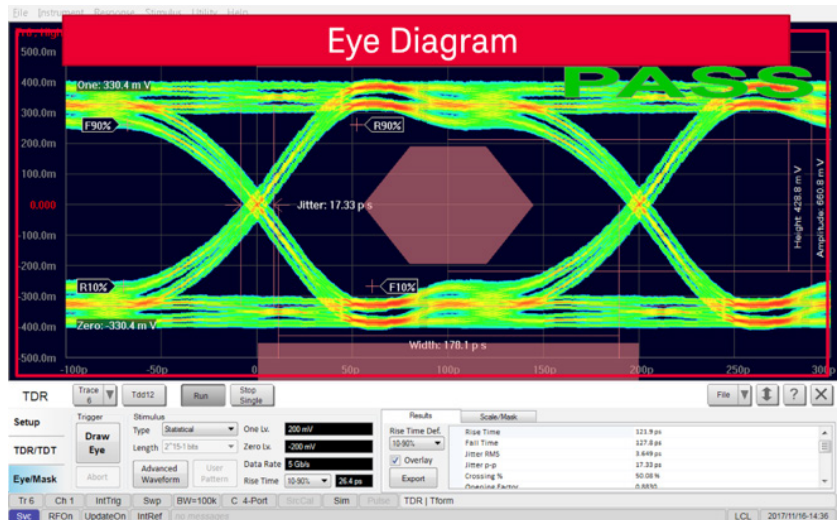 File Instrument Response Stimulus Utility Help
Eye Diagram
500.0m
PASS
400.0m
One: 330.4 m V
300.0m
F90%
R90%
200.0m
100.0m
0.000
Jitter: 17.33 p s
Height: 428.8 m V
Amplitude: 660.8 m V
-100.0m
-200.0m
R10%
F10%
-300.0m
Zero: -330.4 m V
-400.0m
Width: 178.1 p s
-500.0m
-100p -50p 0 50p 100p 150p 200p 250p 300p
TDR Trace 6 Tdd12 Run Stop Single File ? X
Setup
TDR/TDT
Eye/Mask
Trigger
Draw Eye
Abort
Stimulus
Type Statistical
Length 2^15-1 bits
Advanced Waveform
User Pattern
One Lv. 200 mV
Zero Lv. -200 mV
Data Rate 5 Gb/s
Rise Time 10-90% 26.4 ps
Results Scale/Mask
Rise Time Def.
10-90%
Overlay
Export
Rise Time 121.9 ps
Fall Time 127.8 ps
Jitter RMS 3.649 ps
Jitter p-p 17.33 ps
Crossing % 50.08 %
Opening Factor 0.8830
Tr 6 Ch 1 IntTrig Swp BW=100k C 4-Port SrcCal Sim Pulse TDR | Tform
Svc RFOn UpdateOn IntRef no messages LCL 2017/11/16-14:36